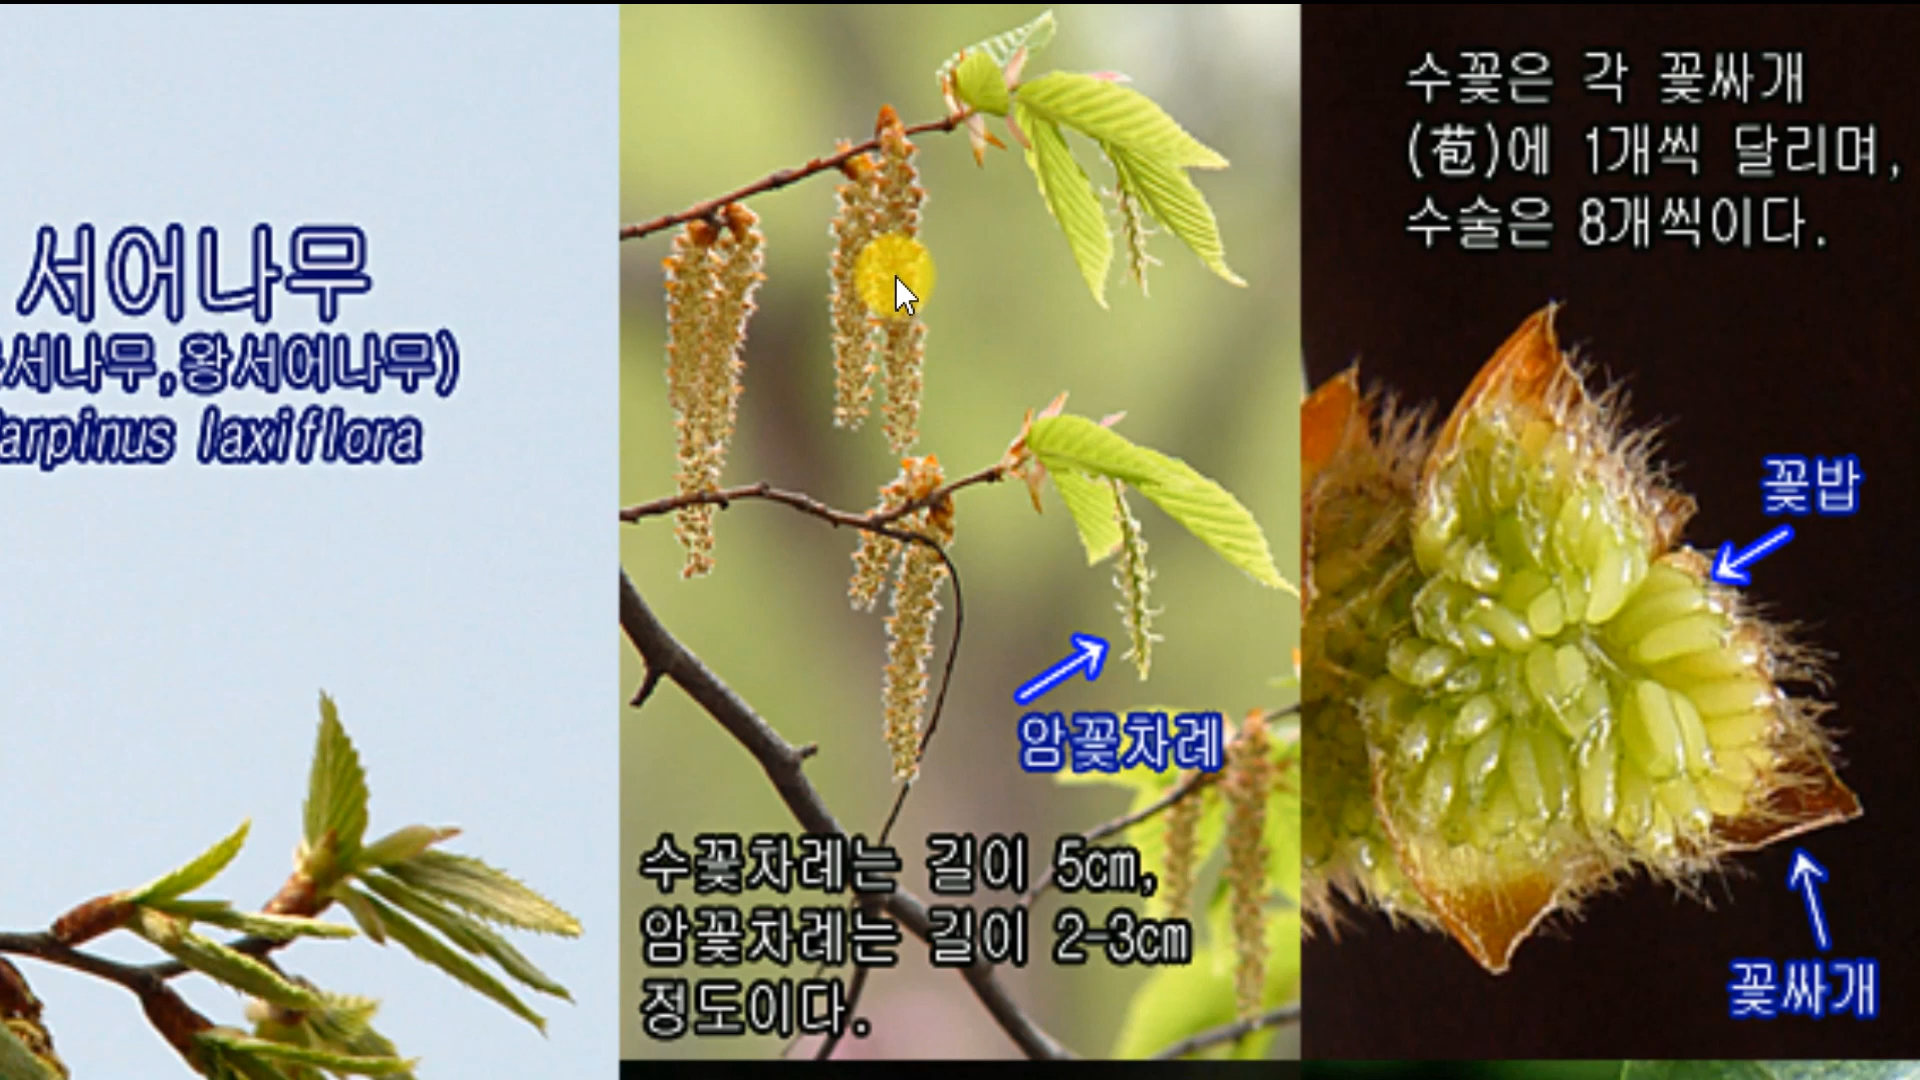 서어나무
세나무,왕서어나무)
arpinus laxiflora
암꽃차례
수꽃차례는 길이 5cm,
암꽃차례는 길이 2-3cm
정도이다.
수꽃은 각 꽃싸개
(苞)에 1개씩 달리며,
수술은 8개씩이다.
꽃밥
꽃싸개